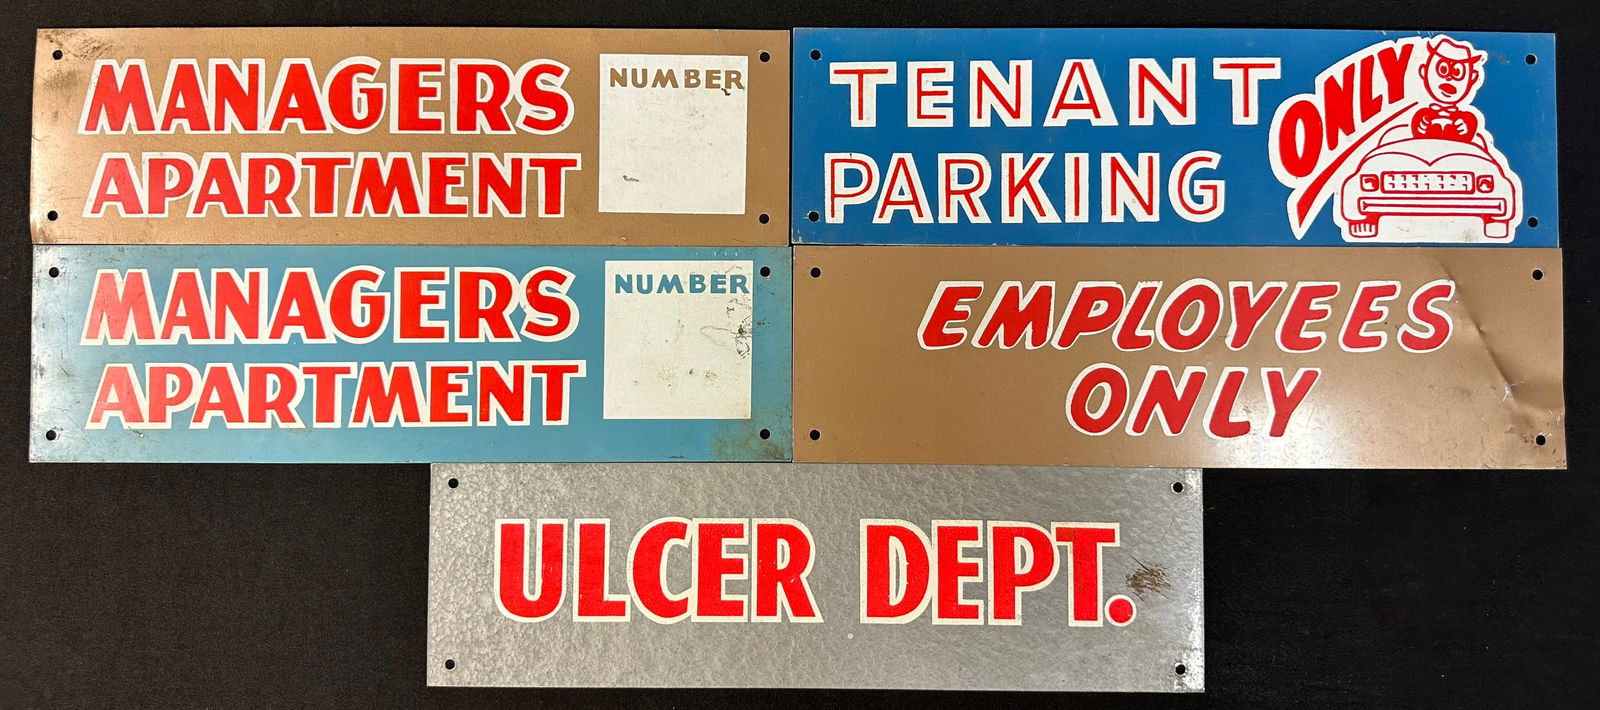 MANAGERS
APARTMENT
NUMBER
TENANT
PARKING
ONLY
MANAGERS
APARTMENT
NUMBER
EMPLOYEES
ONLY
ULCER DEPT.